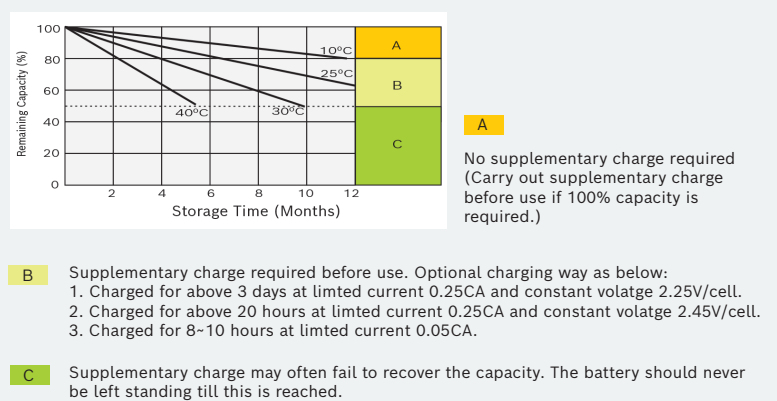 Remaining Capacity (%)
100
80
60
40
20
0
10ºC
25ºC
30ºC
40ºC
A
B
C
2 4 6 8 10 12
Storage Time (Months)
A
No supplementary charge required
(Carry out supplementary charge
before use if 100% capacity is
required.)
B
Supplementary charge required before use. Optional charging way as below:
1. Charged for above 3 days at limted current 0.25CA and constant volatge 2.25V/cell.
2. Charged for above 20 hours at limted current 0.25CA and constant volatge 2.45V/cell.
3. Charged for 8~10 hours at limted current 0.05CA.
C
Supplementary charge may often fail to recover the capacity. The battery should never
be left standing till this is reached.